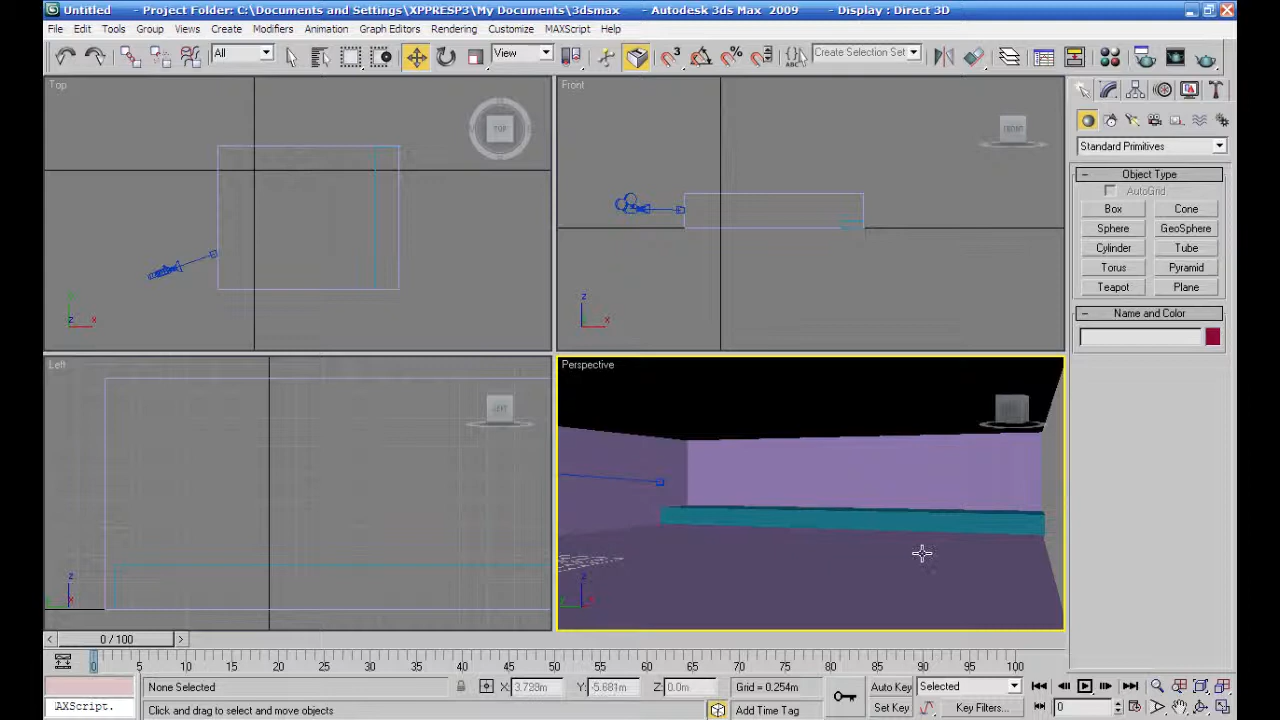 Untitled - Project Folder: C:\Documents and Settings\XPPRESP3\My Documents\3dsmax - Autodesk 3ds Max 2009 - Display : Direct 3D
File Edit Tools Group Views Create Modifiers Animation Graph Editors Rendering Customize MAXScript Help
All View Create Selection Set
Top Front
TOP FRONT
Standard Primitives
Object Type
AutoGrid
Box Cone
Sphere GeoSphere
Cylinder Tube
Torus Pyramid
Teapot Plane
Name and Color
z x
z x
Left Perspective
LEFT
z
z
0 / 100
0 5 10 15 20 25 30 35 40 45 50 55 60 65 70 75 80 85 90 95 100
None Selected X: 3.729m Y: -5.681m Z: 0.0m Grid = 0.254m Auto Key Selected
AXScript. Click and drag to select and move objects Add Time Tag Set Key Key Filters... 0